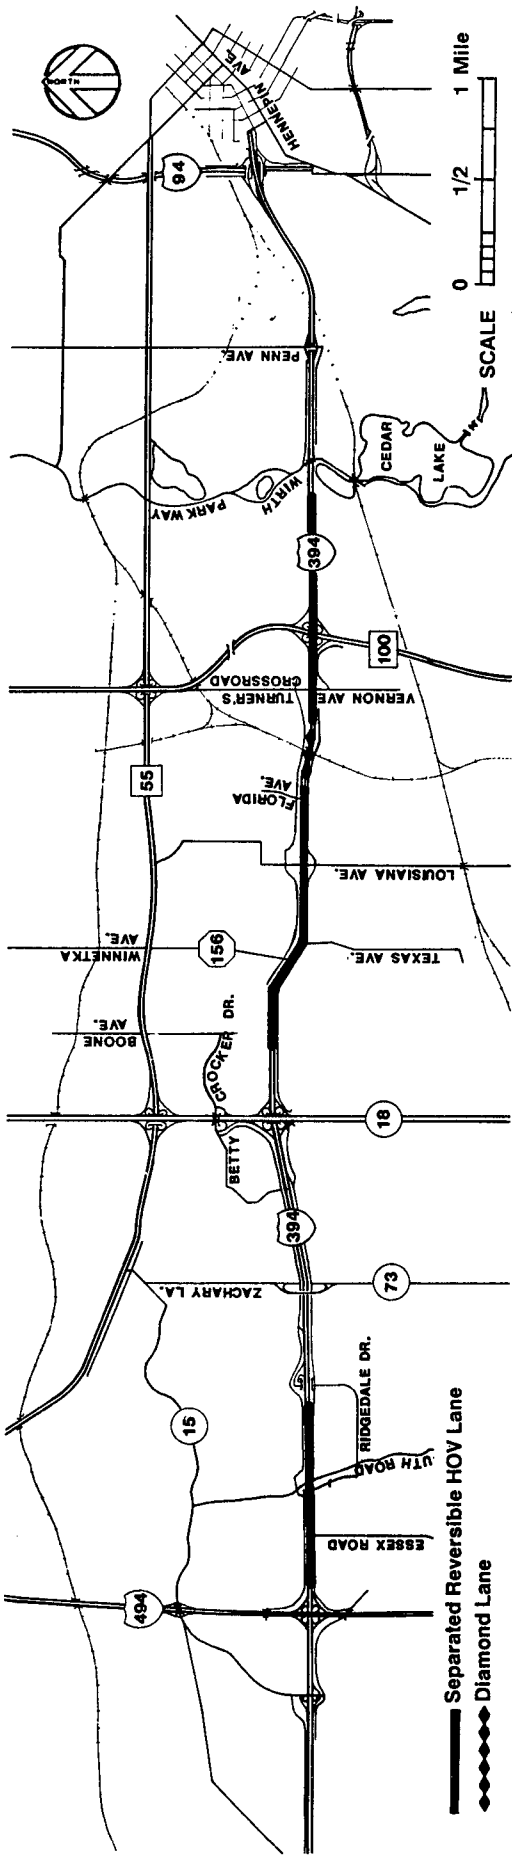 NORTH
94
HENNEPIN AVE.
PENN AVE.
PARKWAY
WIRTH
CEDAR
LAKE
394
100
TURNER'S
CROSSROAD
VERNON AVE.
55
FLORIDA
AVE.
LOUISIANA AVE.
WINNETKA
AVE.
156
TEXAS AVE.
BOONE
AVE.
CROCKER DR.
BETTY
18
394
ZACHARY LA.
73
15
RIDGEDALE DR.
UTH ROAD
ESSEX ROAD
494
0 1/2 1 Mile
SCALE
Separated Reversible HOV Lane
Diamond Lane